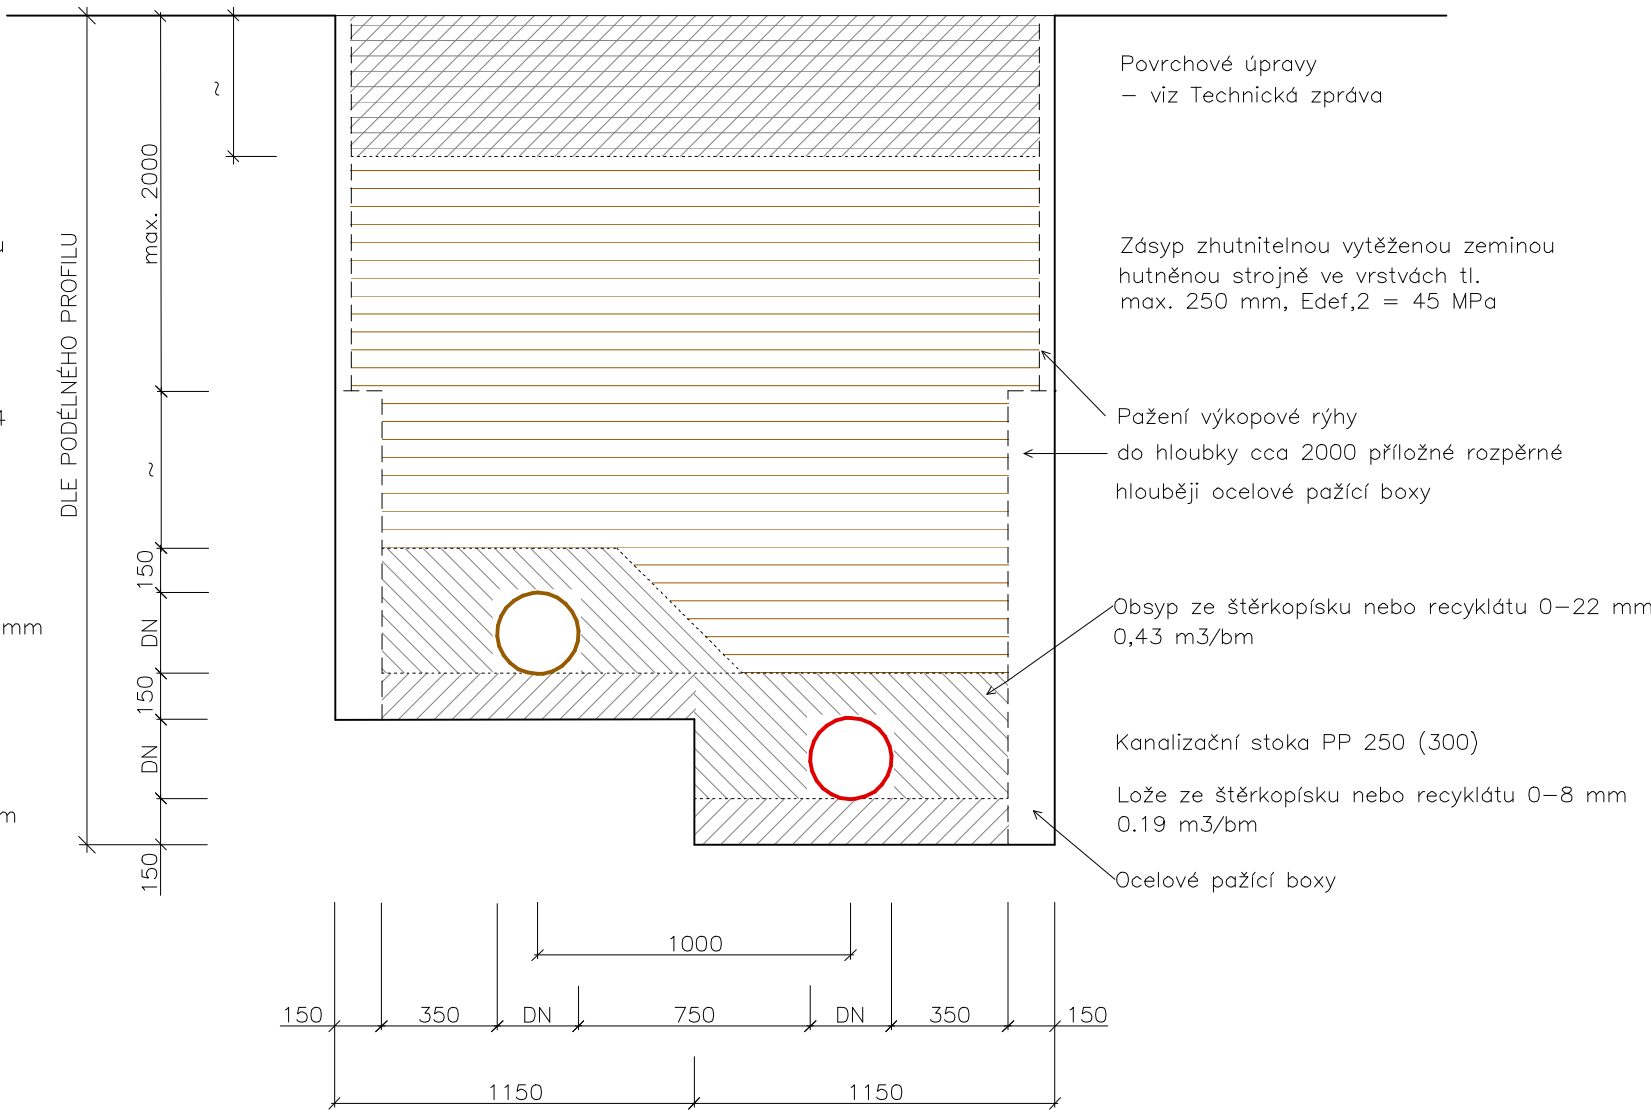 Povrchové úpravy
– viz Technická zpráva
~
max. 2000
DLE PODÉLNÉHO PROFILU
Zásyp zhutnitelnou vytěženou zeminou
hutněnou strojně ve vrstvách tl.
max. 250 mm, Edef,2 = 45 MPa
Pažení výkopové rýhy
do hloubky cca 2000 příložné rozpěrné
hlouběji ocelové pažící boxy
~
150
DN
150
DN
150
mm
Obsyp ze štěrkopísku nebo recyklátu 0–22 mm
0,43 m3/bm
Kanalizační stoka PP 250 (300)
Lože ze štěrkopísku nebo recyklátu 0–8 mm
0.19 m3/bm
Ocelové pažící boxy
1000
150 350 DN 750 DN 350 150
1150 1150